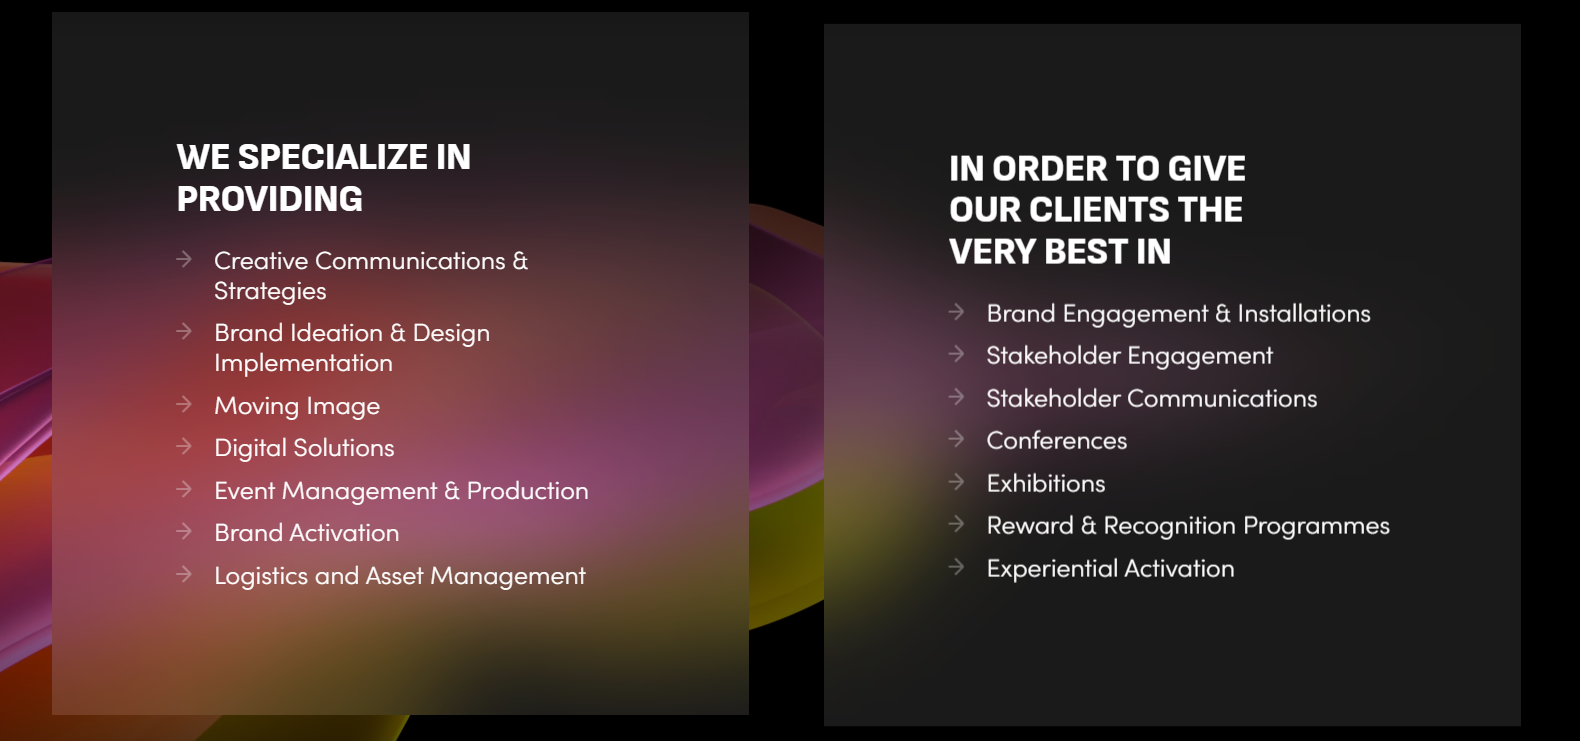 WE SPECIALIZE IN
PROVIDING
Creative Communications &
Strategies
Brand Ideation & Design
Implementation
Moving Image
Digital Solutions
Event Management & Production
Brand Activation
Logistics and Asset Management
IN ORDER TO GIVE
OUR CLIENTS THE
VERY BEST IN
Brand Engagement & Installations
Stakeholder Engagement
Stakeholder Communications
Conferences
Exhibitions
Reward & Recognition Programmes
Experiential Activation